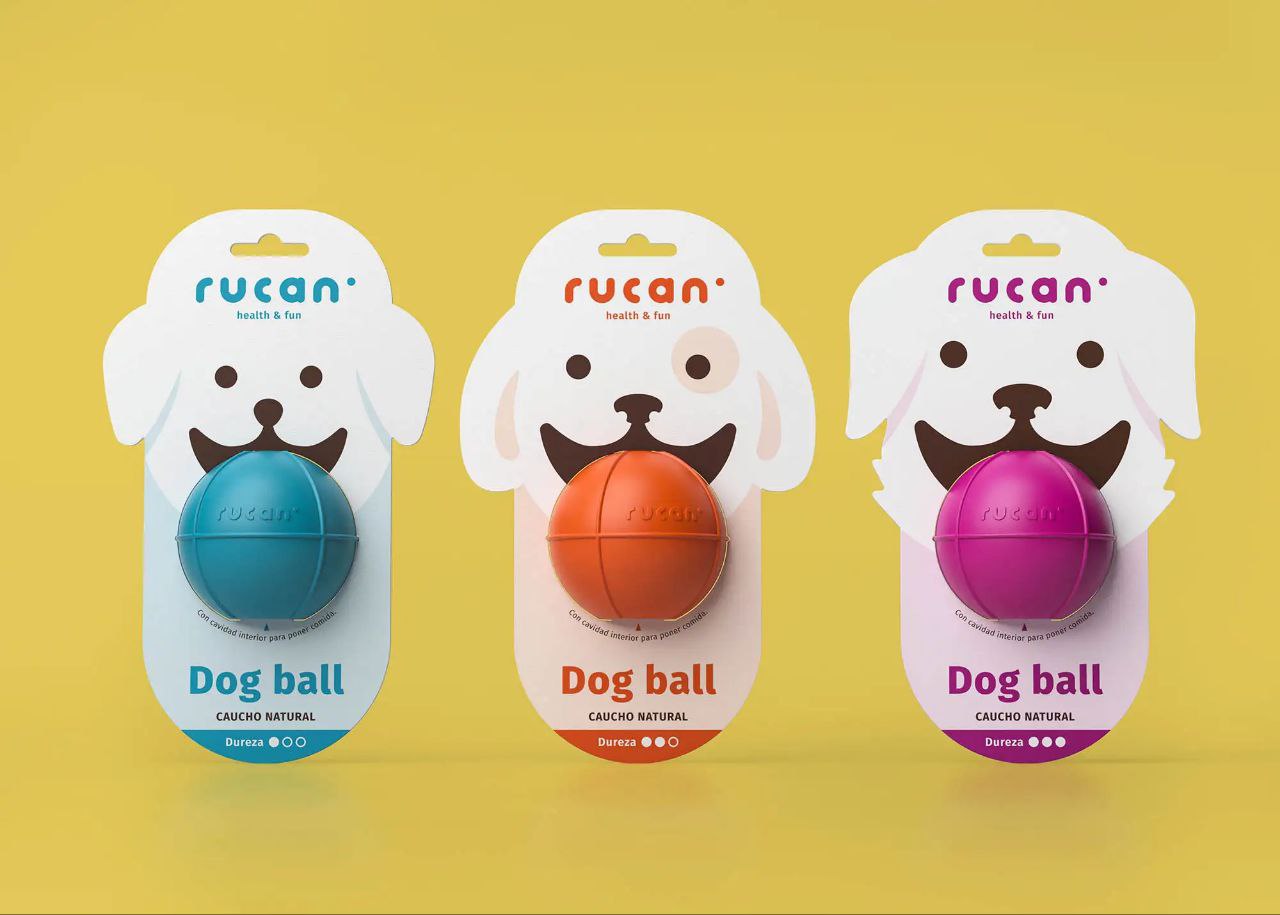 rucan
health & fun
rucan
Con cavidad interior para poner comida.
Dog ball
CAUCHO NATURAL
Dureza
rucan
health & fun
rucan
Con cavidad interior para poner comida.
Dog ball
CAUCHO NATURAL
Dureza
rucan
health & fun
rucan
Con cavidad interior para poner comida.
Dog ball
CAUCHO NATURAL
Dureza